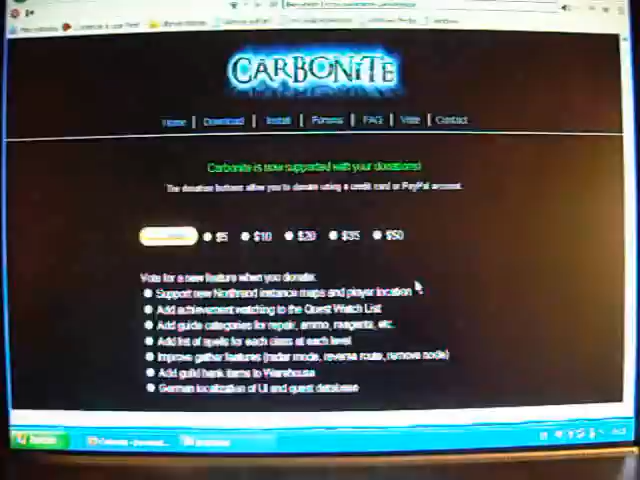 CARBONITE
Home | Download | Install | Forums | FAQ | Vote | Contact
Carbonite is now supported with your donations!
The donation buttons allow you to donate using a credit card or PayPal account.
$5 $10 $20 $35 $50
Vote for a new feature when you donate:
Support new Northrend instance maps and player location
Add achievement watching to the Quest Watch List
Add guide categories for repair, ammo, reagents, etc.
Add list of spells for each class at each level
Improve gather features (radar mode, reverse route, remove node)
Add guild bank items to Warehouse
German localization of UI and quest database